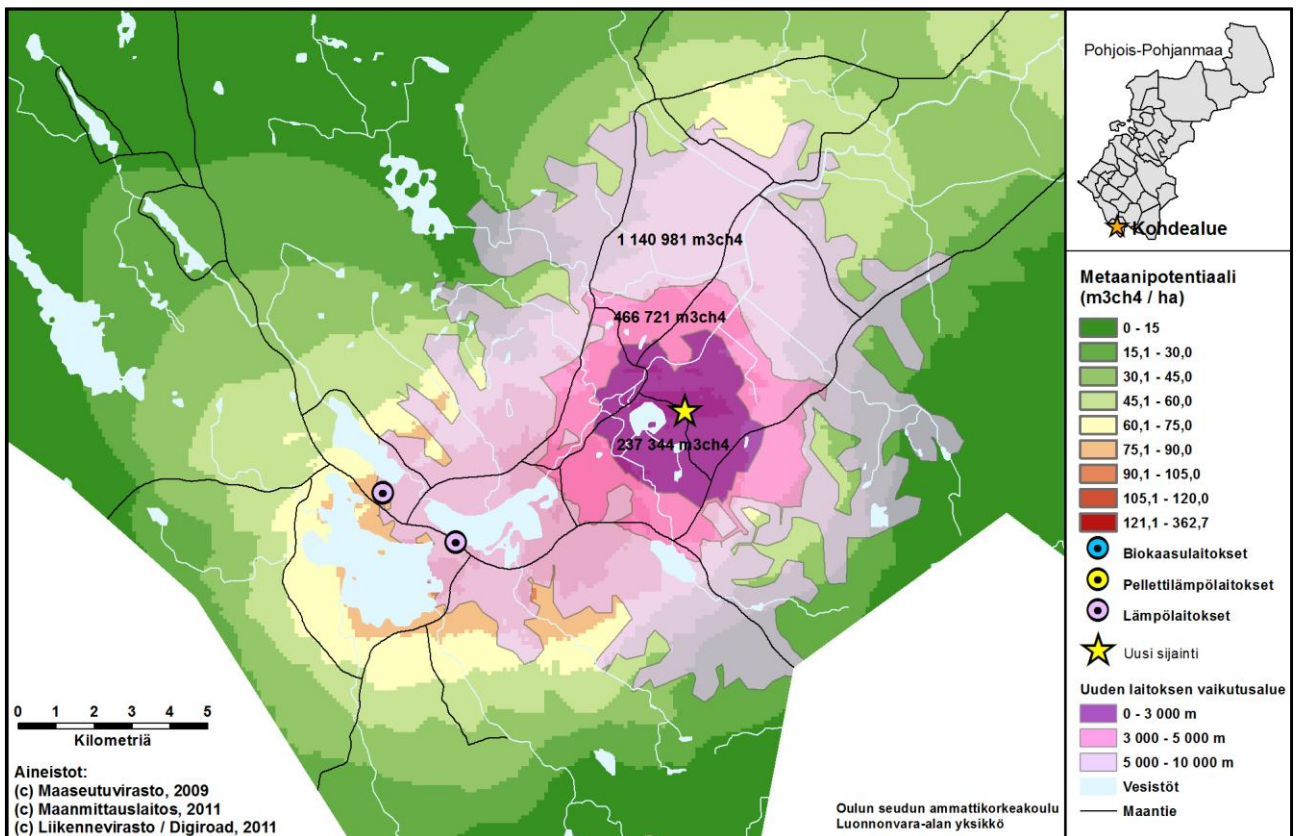 1 140 981 m3ch4
466 721 m3ch4
237 344 m3ch4
0 1 2 3 4 5
Kilometriä
Aineistot:
(c) Maaseutuvirasto, 2009
(c) Maanmittauslaitos, 2011
(c) Liikennevirasto / Digiroad, 2011
Oulun seudun ammattikorkeakoulu
Luonnonvara-alan yksikkö
Pohjois-Pohjanmaa
Kohdealue
Metaanipotentiaali
(m3ch4 / ha)
0 - 15
15,1 - 30,0
30,1 - 45,0
45,1 - 60,0
60,1 - 75,0
75,1 - 90,0
90,1 - 105,0
105,1 - 120,0
121,1 - 362,7
Biokaasulaitokset
Pellettilämpölaitokset
Lämpölaitokset
Uusi sijainti
Uuden laitoksen vaikutusalue
0 - 3 000 m
3 000 - 5 000 m
5 000 - 10 000 m
Vesistöt
Maantie